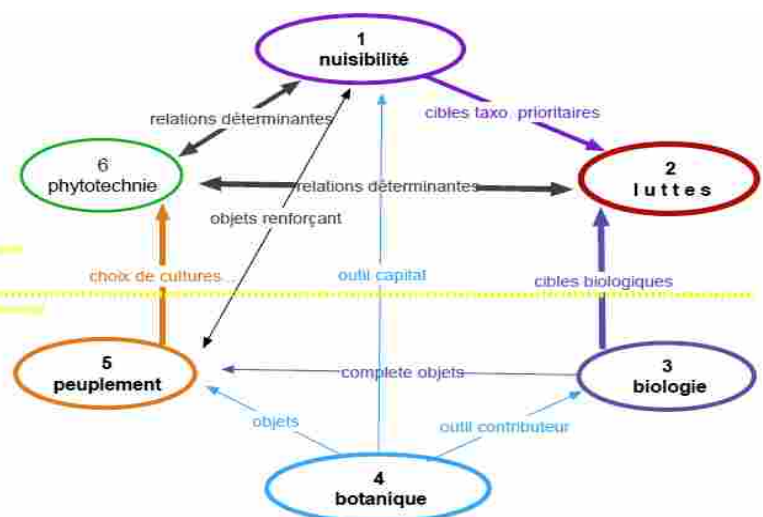 1
nuisibilité
relations déterminantes
cibles taxo. prioritaires
6
phytotechnie
2
luttes
relations déterminantes
objets renforçant
choix de cultures...
outil capital
cibles biologiques
5
peuplement
complete objets
3
biologie
objets
outil contributeur
4
botanique